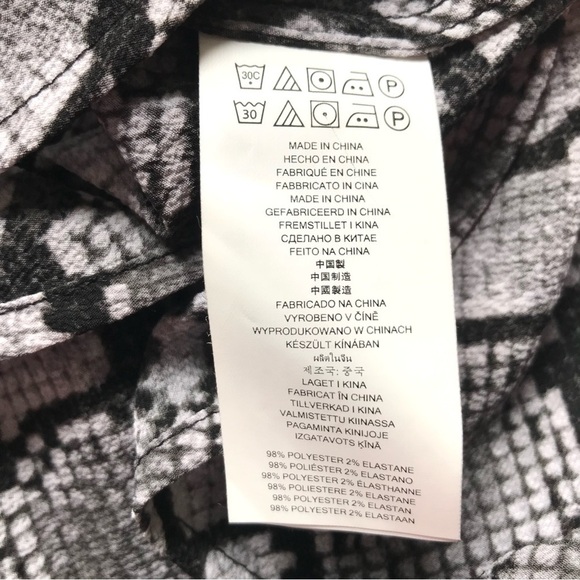 30C P
30 P
MADE IN CHINA
HECHO EN CHINA
FABRIQUÉ EN CHINE
FABBRICATO IN CINA
MADE IN CHINA
GEFABRICEERD IN CHINA
FREMSTILLET I KINA
СДЕЛАНО В КИТАЕ
FEITO NA CHINA
中国製
中国制造
中國製造
FABRICADO NA CHINA
VYROBENO V ČÍNĚ
WYPRODUKOWANO W CHINACH
KÉSZÜLT KÍNÁBAN
ผลิตในจีน
제조국: 중국
LAGET I KINA
FABRICAT ÎN CHINA
TILLVERKAD I KINA
VALMISTETTU KIINASSA
PAGAMINTA KINIJOJE
IZGATAVOTS ĶĪNĀ
98% POLYESTER 2% ELASTANE
98% POLIÉSTER 2% ELASTANO
98% POLYESTER 2% ÉLASTHANNE
98% POLIESTERE 2% ELASTANE
98% POLYESTER 2% ELASTAN
98% POLYESTER 2% ELASTAAN